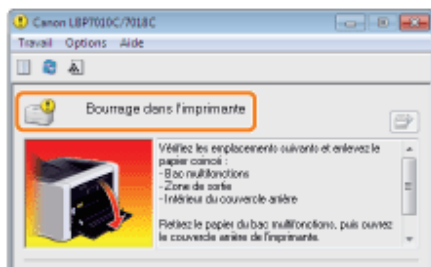 Canon LBP7010C/7018C
Travail Options Aide
Bourrage dans l'imprimante
Vérifiez les emplacements suivants et enlevez le
papier coincé :
- Bac multifonctions
- Zone de sortie
- Intérieur du couvercle arrière
Retirez le papier du bac multifonctions, puis ouvrez
le couvercle arrière de l'imprimante.